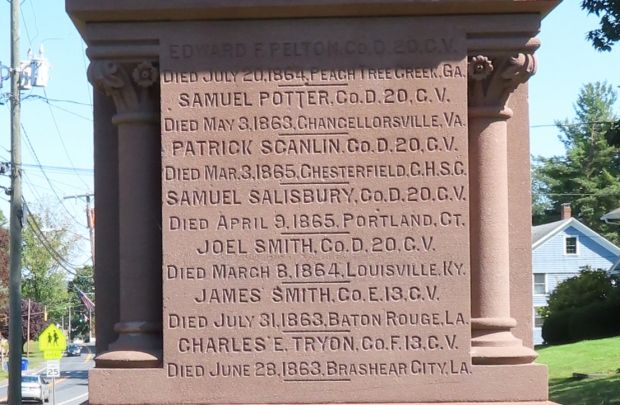 EDWARD F. PELTON, Co. D. 20, C.V.
DIED JULY 20, 1864, PEACH TREE CREEK, GA.
SAMUEL POTTER, Co. D. 20, C.V.
DIED MAY 3, 1863, CHANCELLORSVILLE, VA.
PATRICK SCANLIN, Co. D. 20, C.V.
DIED MAR. 3, 1865, CHESTERFIELD, C.H. S.C.
SAMUEL SALISBURY, Co. D. 20, C.V.
DIED APRIL 9, 1865, PORTLAND, CT.
JOEL SMITH, Co. D. 20, C.V.
DIED MARCH 8, 1864, LOUISVILLE, KY.
JAMES SMITH, Co. E. 13, C.V.
DIED JULY 31, 1863, BATON ROUGE, LA.
CHARLES E. TRYON, Co. F. 13, C.V.
DIED JUNE 28, 1863, BRASHEAR CITY, LA.
25